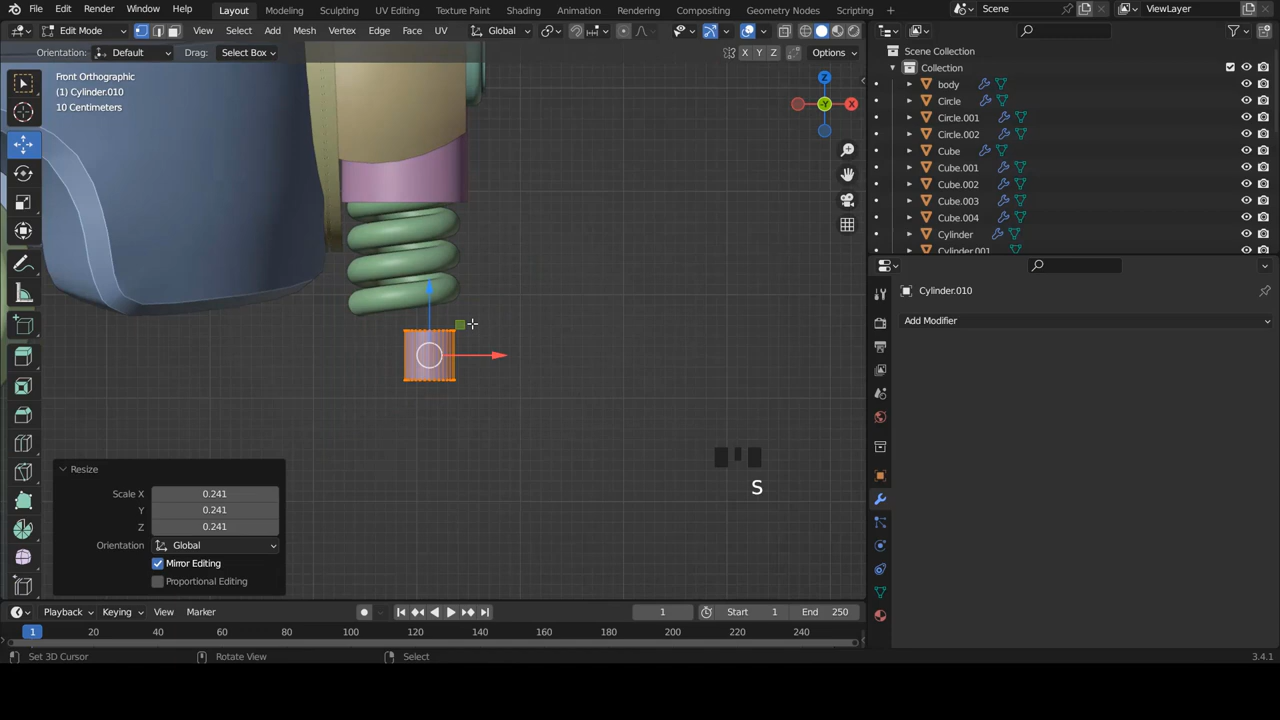 File Edit Render Window Help Layout Modeling Sculpting UV Editing Texture Paint Shading Animation Rendering Compositing Geometry Nodes Scripting Scene ViewLayer
Edit Mode View Select Add Mesh Vertex Edge Face UV Global
Orientation: Default Drag: Select Box X Y Z Options
Front Orthographic
(1) Cylinder.010
10 Centimeters
Z
-Y
X
Scene Collection
Collection
body
Circle
Circle.001
Circle.002
Cube
Cube.001
Cube.002
Cube.003
Cube.004
Cylinder
Cylinder.001
Cylinder.010
Add Modifier
S
Resize
Scale X 0.241
Y 0.241
Z 0.241
Orientation Global
Mirror Editing
Proportional Editing
Playback Keying View Marker 1 Start 1 End 250
1 20 40 60 80 100 120 140 160 180 200 220 240
Set 3D Cursor Rotate View Select 3.4.1